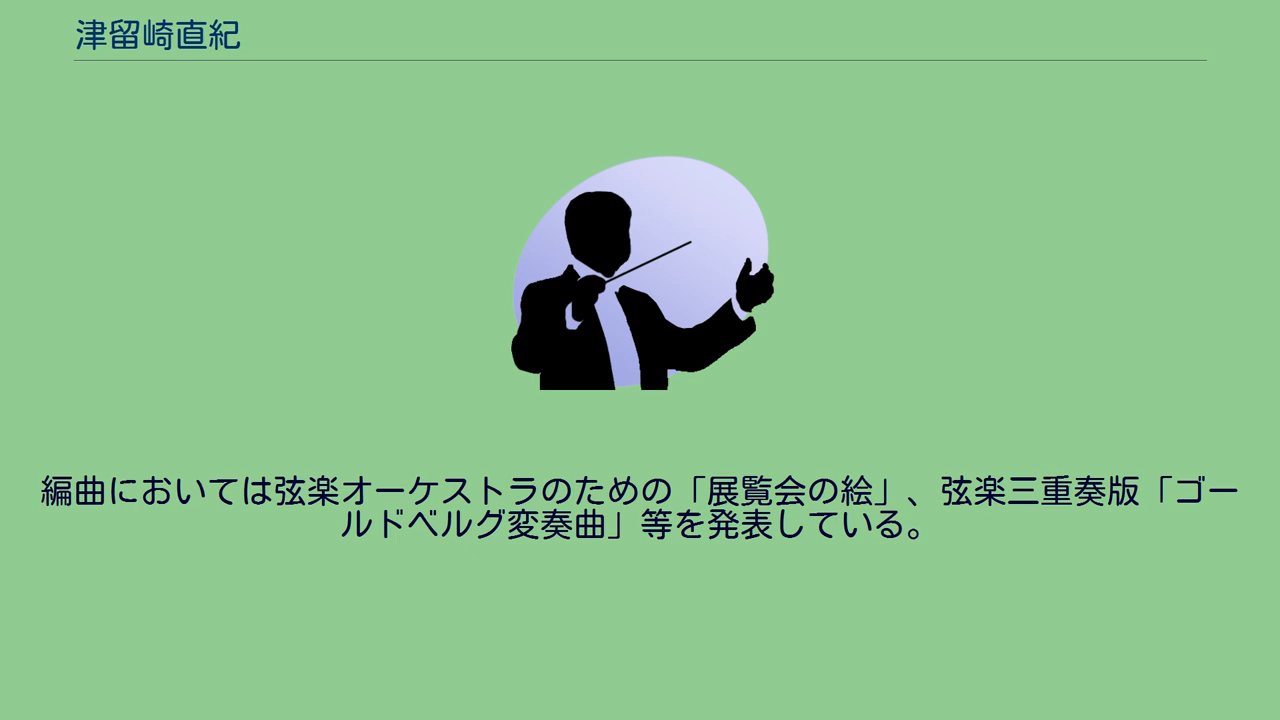 津留崎直紀
編曲においては弦楽オーケストラのための「展覧会の絵」、弦楽三重奏版「ゴー
ルドベルグ変奏曲」等を発表している。